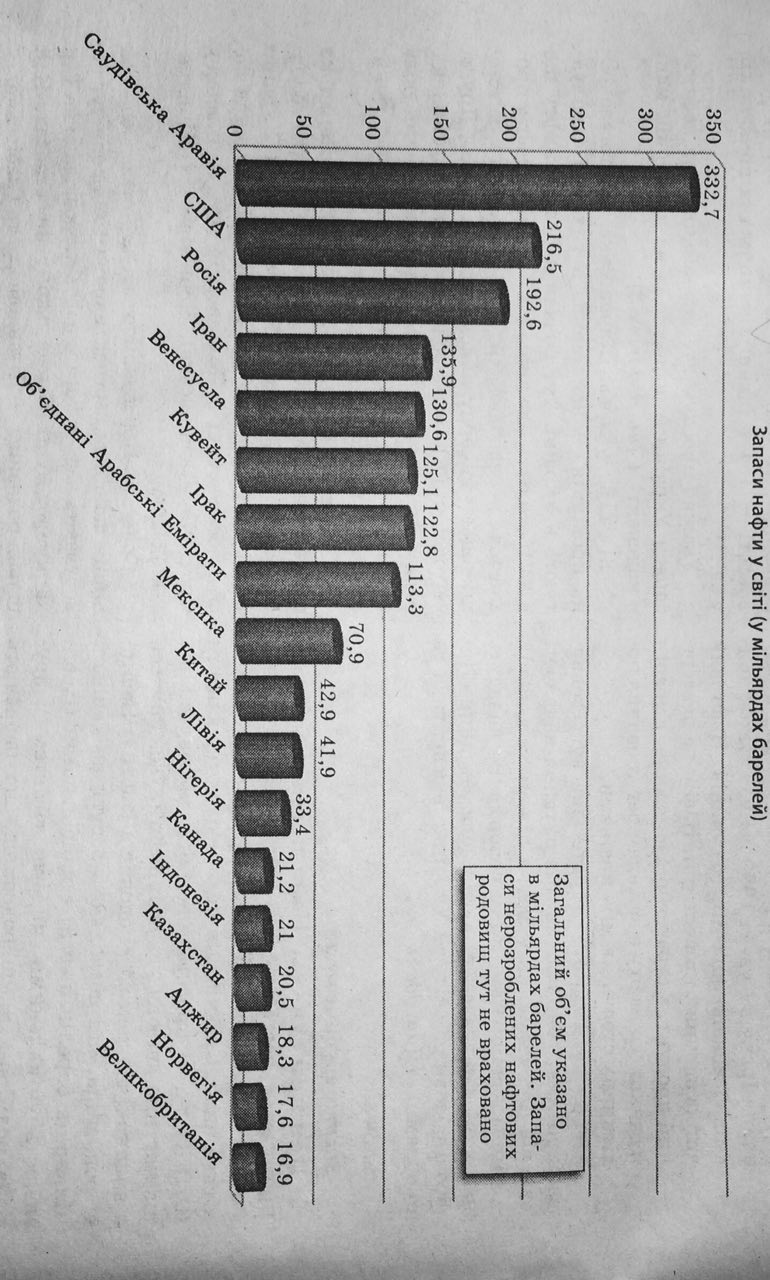 Запаси нафти у світі (у мільярдах барелей)
350
300
250
200
150
100
50
0
332,7
216,5
192,6
135,9
130,6
125,1
122,8
113,3
70,9
42,9
41,9
33,4
21,2
21
20,5
18,3
17,6
16,9
Загальний об’єм указано
в мільярдах барелей. Запа-
си нерозроблених нафтових
родовищ тут не враховано
Саудівська Аравія
США
Росія
Іран
Венесуела
Кувейт
Ірак
Об’єднані Арабські Емірати
Мексика
Китай
Лівія
Нігерія
Канада
Індонезія
Казахстан
Алжир
Норвегія
Великобританія